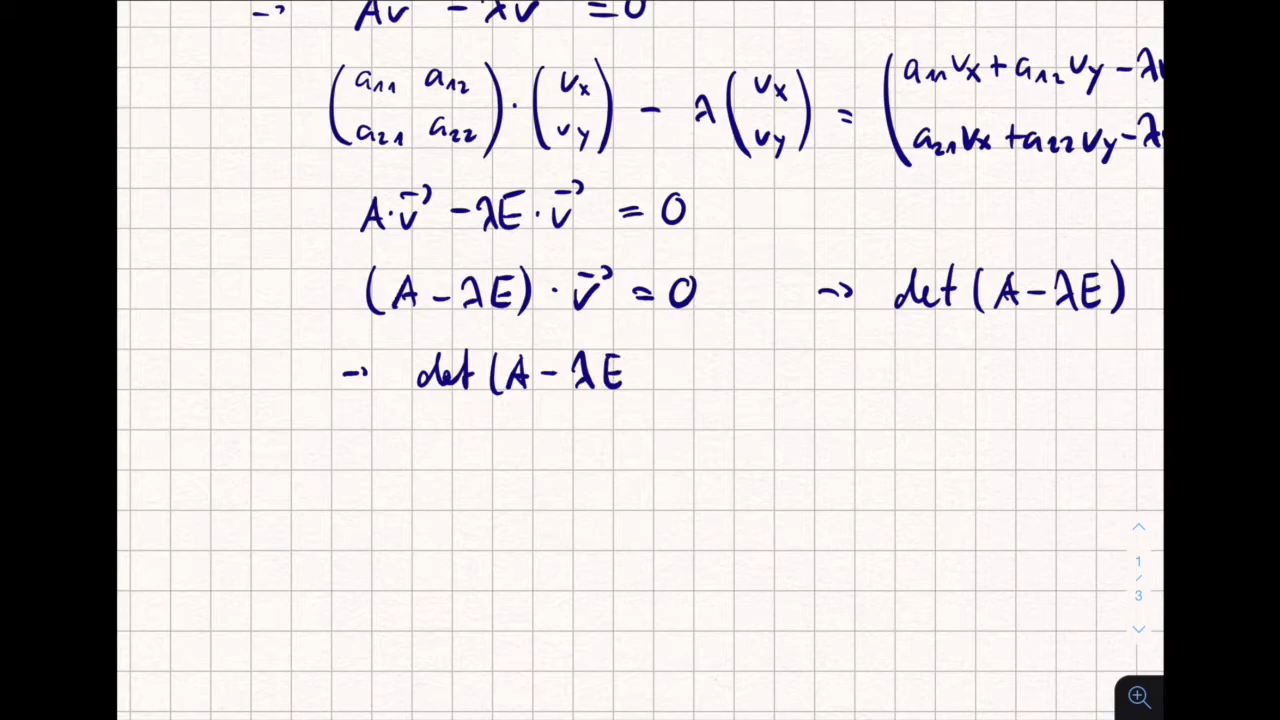 → Av - λv = 0
(a₁₁ a₁₂ / a₂₁ a₂₂) · (vx / vy) - λ (vx / vy) = (a₁₁vx + a₁₂vy - λ / a₂₁vx + a₂₂vy - λ
A·v⃗ - λE·v⃗ = 0
(A - λE) · v⃗ = 0 → det(A - λE)
→ det(A - λE
1
/
3